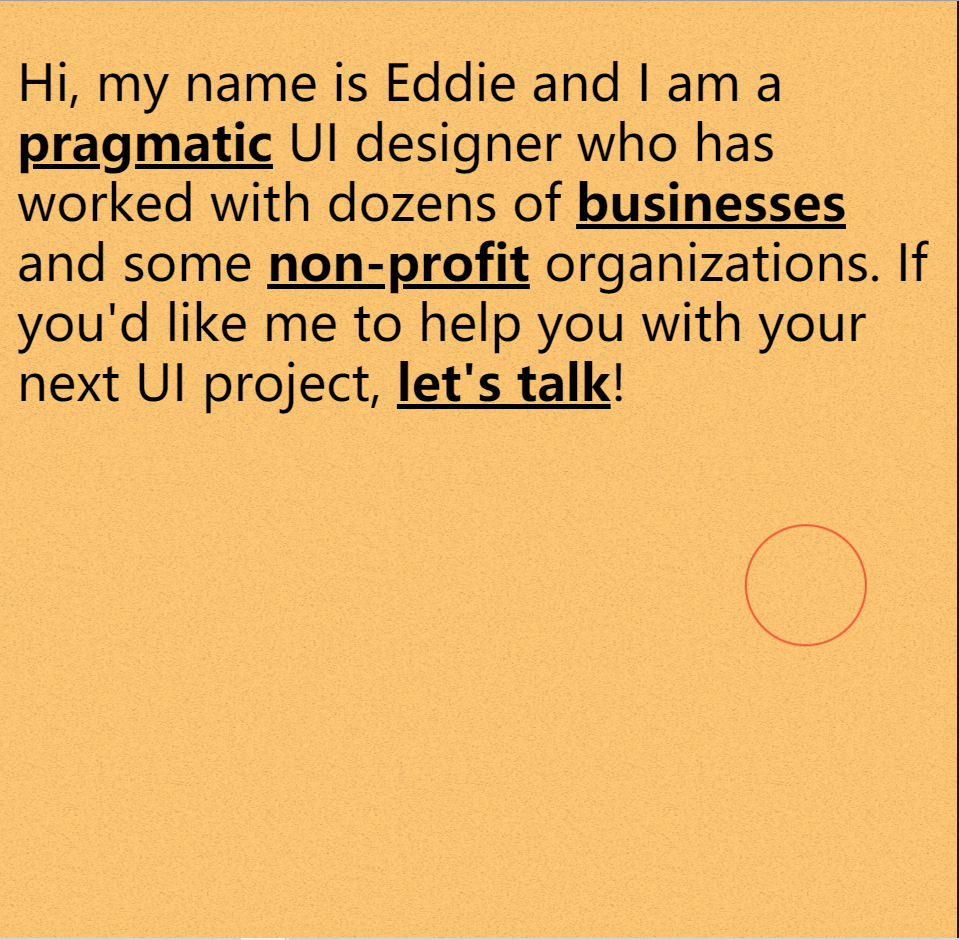 Hi, my name is Eddie and I am a
pragmatic UI designer who has
worked with dozens of businesses
and some non-profit organizations. If
you'd like me to help you with your
next UI project, let's talk!